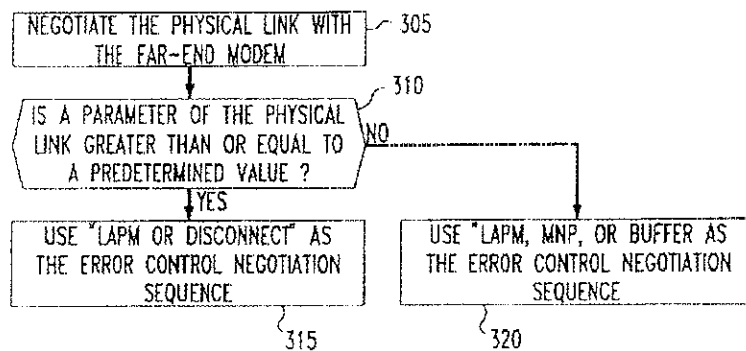 NEGOTIATE THE PHYSICAL LINK WITH
THE FAR-END MODEM
305
310
IS A PARAMETER OF THE PHYSICAL
LINK GREATER THAN OR EQUAL TO
A PREDETERMINED VALUE ?
NO
YES
USE "LAPM OR DISCONNECT" AS
THE ERROR CONTROL NEGOTIATION
SEQUENCE
315
USE "LAPM, MNP, OR BUFFER AS
THE ERROR CONTROL NEGOTIATION
SEQUENCE
320